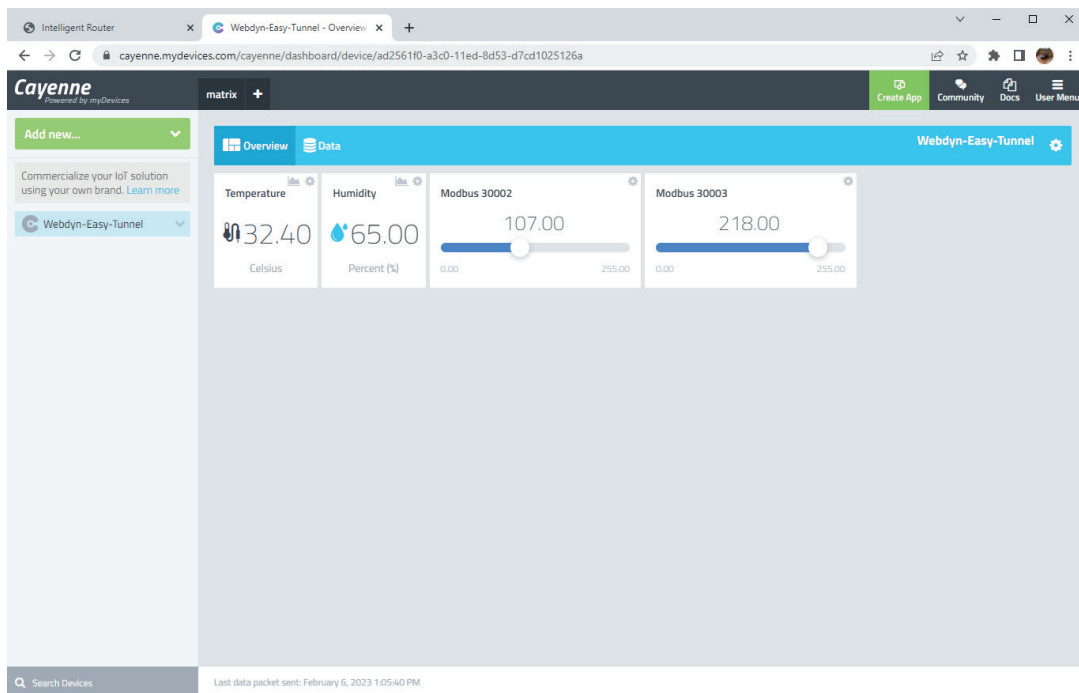 Intelligent Router
Webdyn-Easy-Tunnel - Overview
cayenne.mydevices.com/cayenne/dashboard/device/ad2561f0-a3c0-11ed-8d53-d7cd1025126a
Cayenne
Powered by myDevices
matrix +
Create App
Community
Docs
User Menu
Add new...
Overview
Data
Webdyn-Easy-Tunnel
Commercialize your IoT solution
using your own brand. Learn more
Webdyn-Easy-Tunnel
Temperature
32.40
Celsius
Humidity
65.00
Percent (%)
Modbus 30002
107.00
0.00 255.00
Modbus 30003
218.00
0.00 255.00
Search Devices
Last data packet sent: February 6, 2023 1:05:40 PM